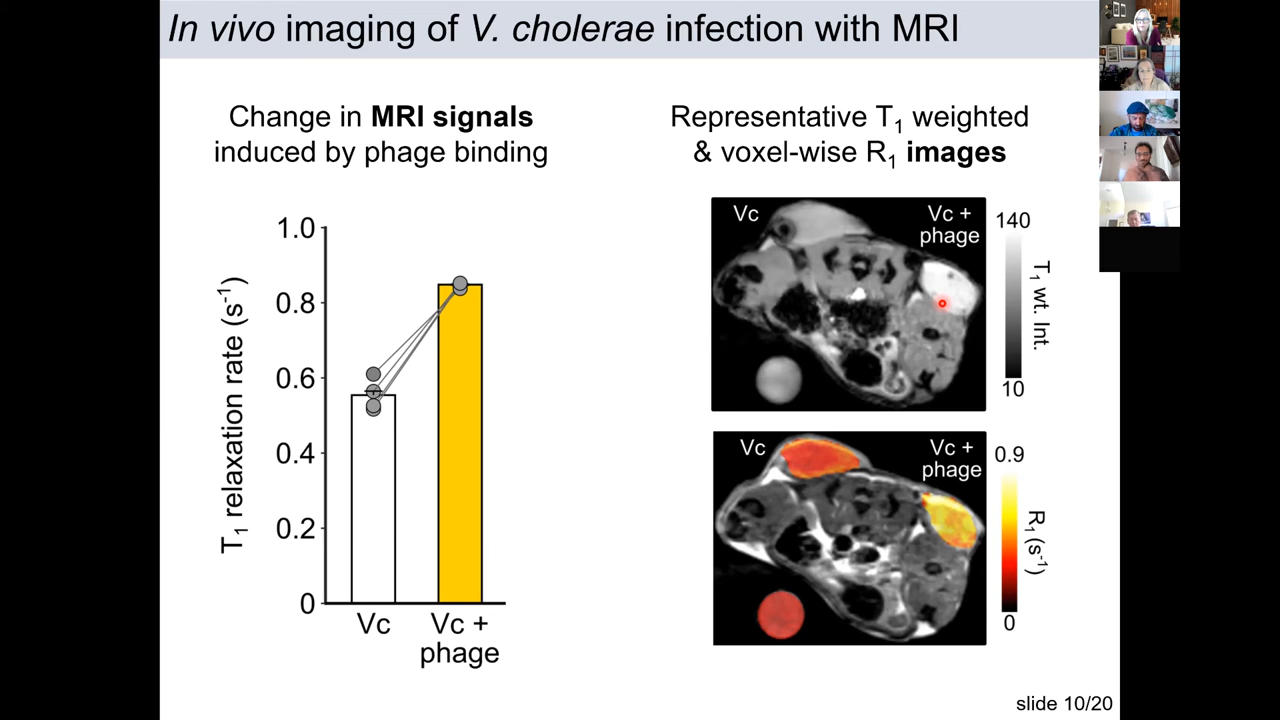 In vivo imaging of V. cholerae infection with MRI
Change in MRI signals
induced by phage binding
T1 relaxation rate (s-1)
1.0
0.8
0.6
0.4
0.2
0
Vc
Vc +
phage
Representative T1 weighted
& voxel-wise R1 images
Vc
Vc +
phage
140
T1 wt. Int.
10
Vc
Vc +
phage
0.9
R1 (s-1)
0
slide 10/20